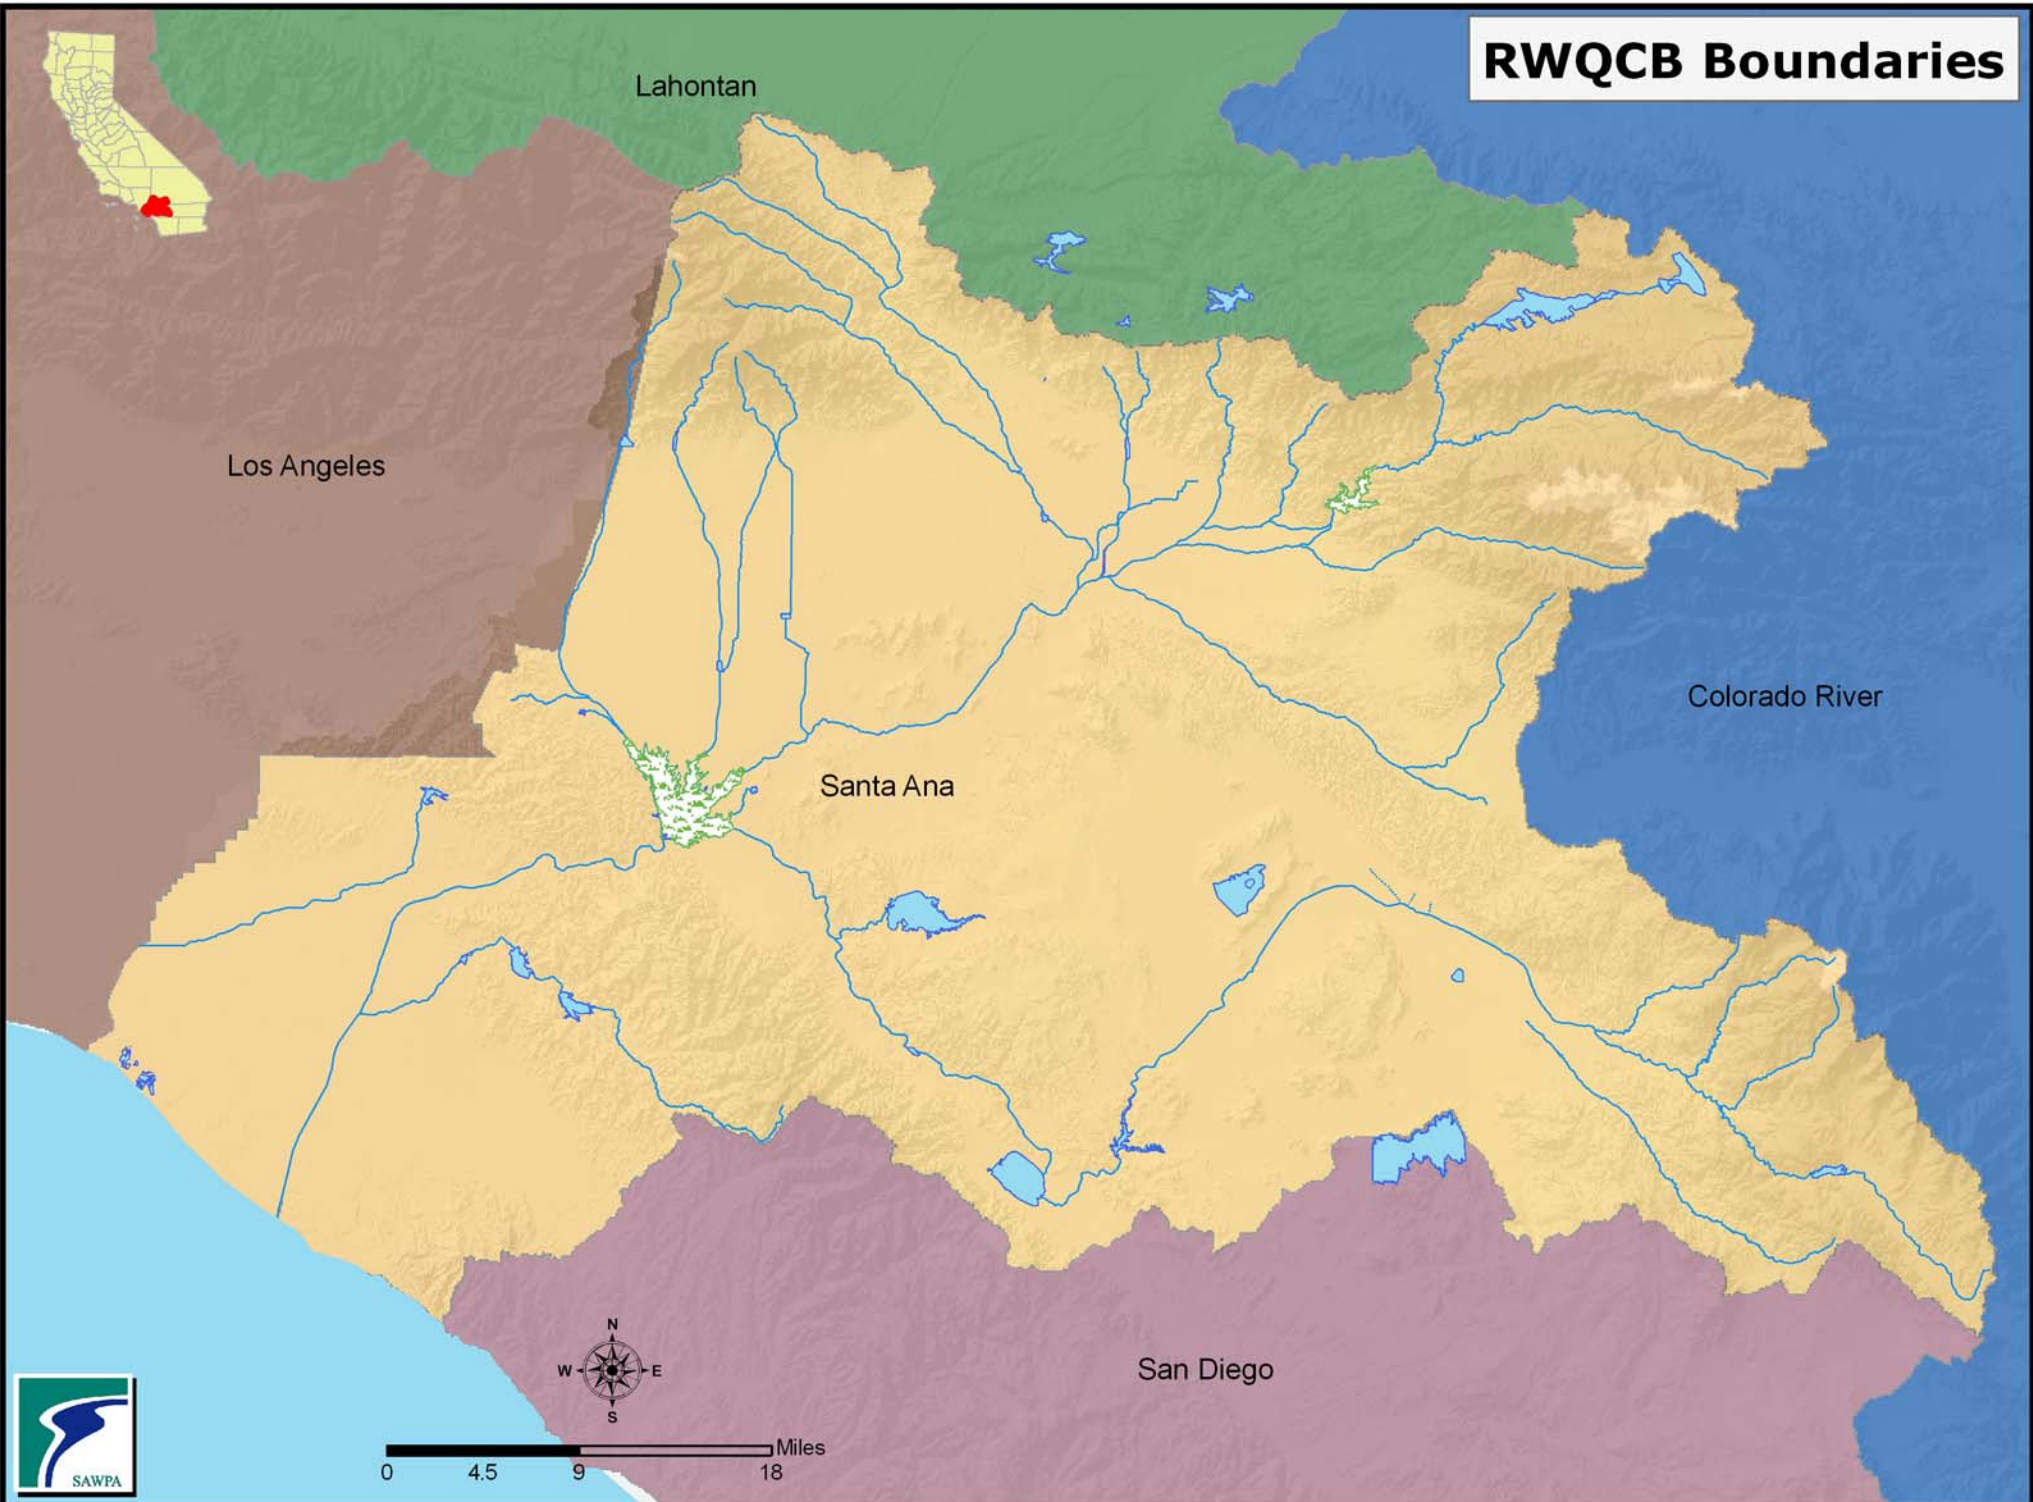 RWQCB Boundaries
Lahontan
Los Angeles
Colorado River
Santa Ana
San Diego
N
W E
S
Miles
0 4.5 9 18
SAWPA